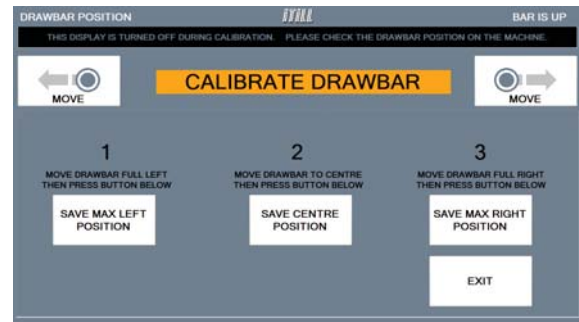 DRAWBAR POSITION
BAR IS UP
THIS DISPLAY IS TURNED OFF DURING CALIBRATION. PLEASE CHECK THE DRAWBAR POSITION ON THE MACHINE.
MOVE
CALIBRATE DRAWBAR
MOVE
1
MOVE DRAWBAR FULL LEFT
THEN PRESS BUTTON BELOW
SAVE MAX LEFT
POSITION
2
MOVE DRAWBAR TO CENTRE
THEN PRESS BUTTON BELOW
SAVE CENTRE
POSITION
3
MOVE DRAWBAR FULL RIGHT
THEN PRESS BUTTON BELOW
SAVE MAX RIGHT
POSITION
EXIT